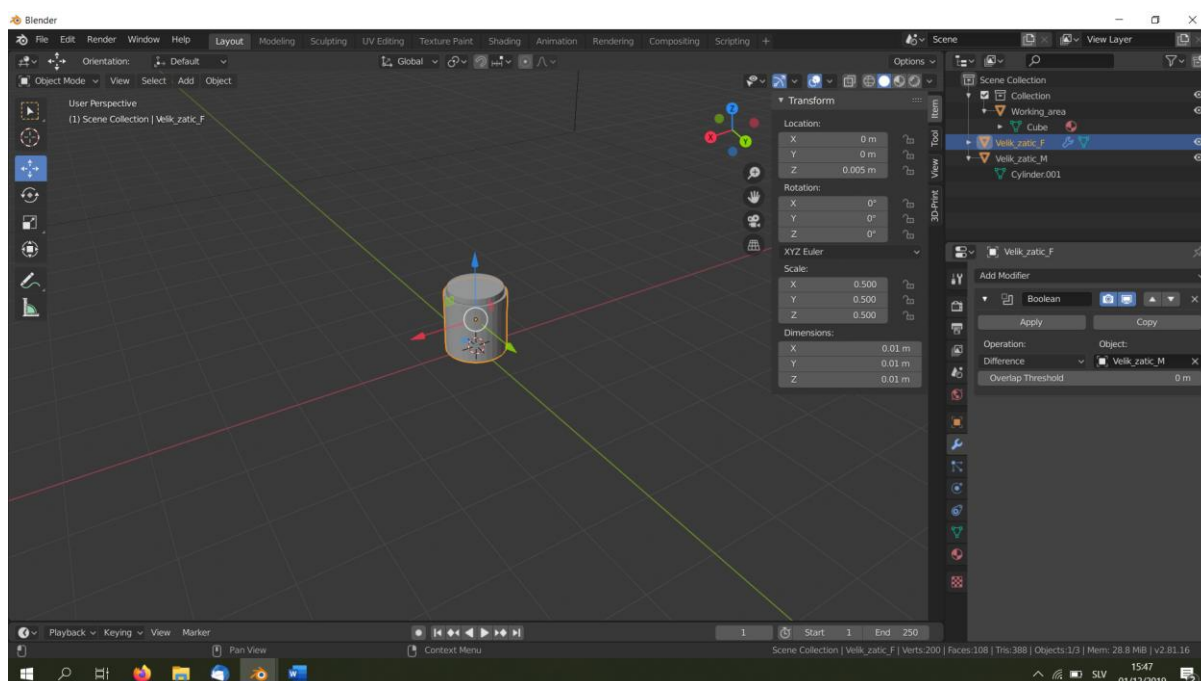 Blender
File Edit Render Window Help Layout Modeling Sculpting UV Editing Texture Paint Shading Animation Rendering Compositing Scripting + Scene View Layer
Orientation: Default Global Options
Object Mode View Select Add Object
User Perspective
(1) Scene Collection | Velik_zatic_F
Transform
Location:
X 0 m
Y 0 m
Z 0.005 m
Rotation:
X 0°
Y 0°
Z 0°
XYZ Euler
Scale:
X 0.500
Y 0.500
Z 0.500
Dimensions:
X 0.01 m
Y 0.01 m
Z 0.01 m
Item
Tool
View
3D-Print
X
Y
Z
Scene Collection
Collection
Working_area
Cube
Velik_zatic_F
Velik_zatic_M
Cylinder.001
Velik_zatic_F
Add Modifier
Boolean
Apply Copy
Operation: Object:
Difference Velik_zatic_M
Overlap Threshold 0 m
Playback Keying View Marker 1 Start 1 End 250
Pan View Context Menu Scene Collection | Velik_zatic_F | Verts:200 | Faces:108 | Tris:388 | Objects:1/3 | Mem: 28.8 MiB | v2.81.16
SLV 15:47
01/12/2019